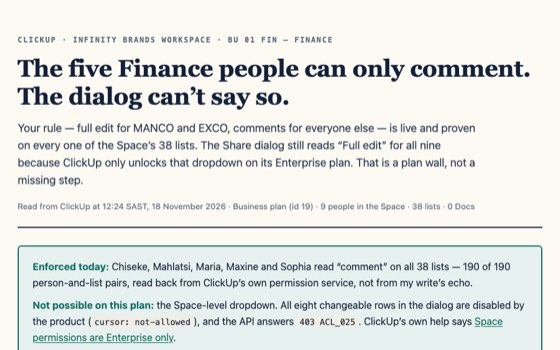 CLICKUP · INFINITY BRANDS WORKSPACE · BU 01 FIN — FINANCE
The five Finance people can only comment.
The dialog can’t say so.
Your rule — full edit for MANCO and EXCO, comments for everyone else — is live and proven
on every one of the Space’s 38 lists. The Share dialog still reads “Full edit” for all nine
because ClickUp only unlocks that dropdown on its Enterprise plan. That is a plan wall, not a
missing step.
Read from ClickUp at 12:24 SAST, 18 November 2026 · Business plan (id 19) · 9 people in the Space · 38 lists · 0 Docs
Enforced today: Chiseke, Mahlatsi, Maria, Maxine and Sophia read “comment” on all 38 lists — 190 of 190
person-and-list pairs, read back from ClickUp’s own permission service, not from my write’s echo.
Not possible on this plan: the Space-level dropdown. All eight changeable rows in the dialog are disabled by
the product ( cursor: not-allowed ), and the API answers 403 ACL_025 . ClickUp’s own help says Space
permissions are Enterprise only.